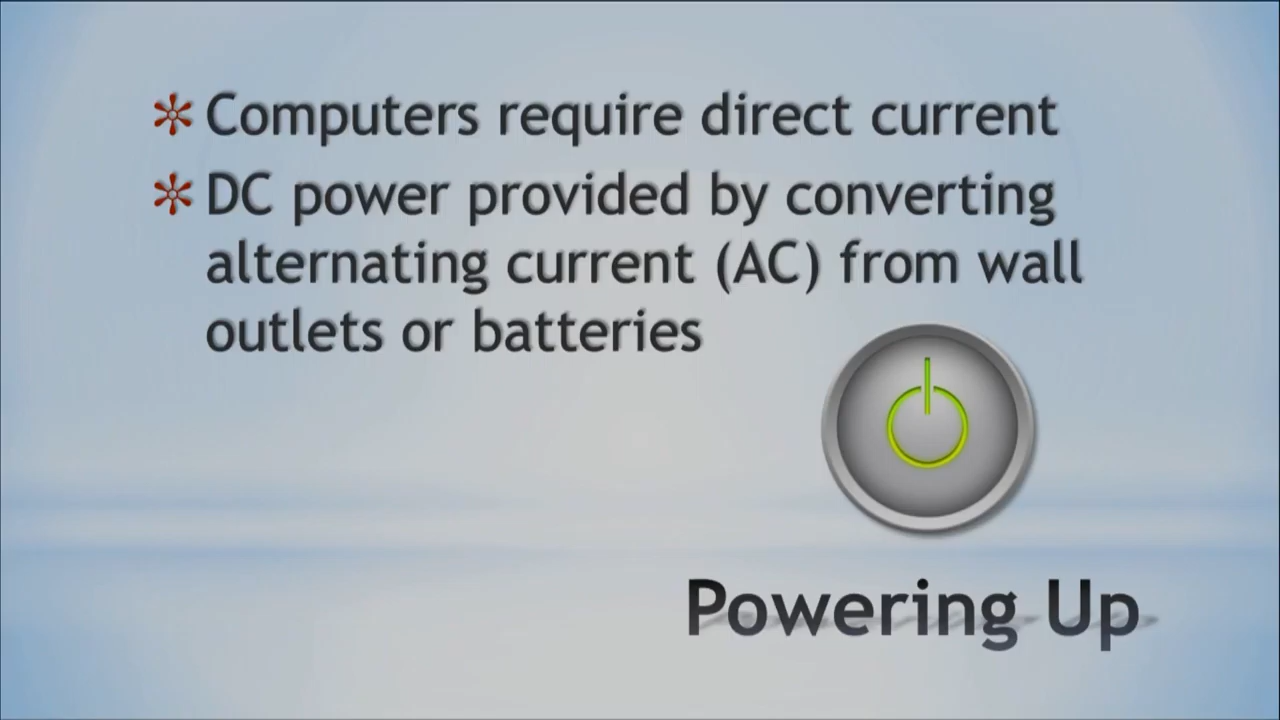 * Computers require direct current
* DC power provided by converting
alternating current (AC) from wall
outlets or batteries
Powering Up